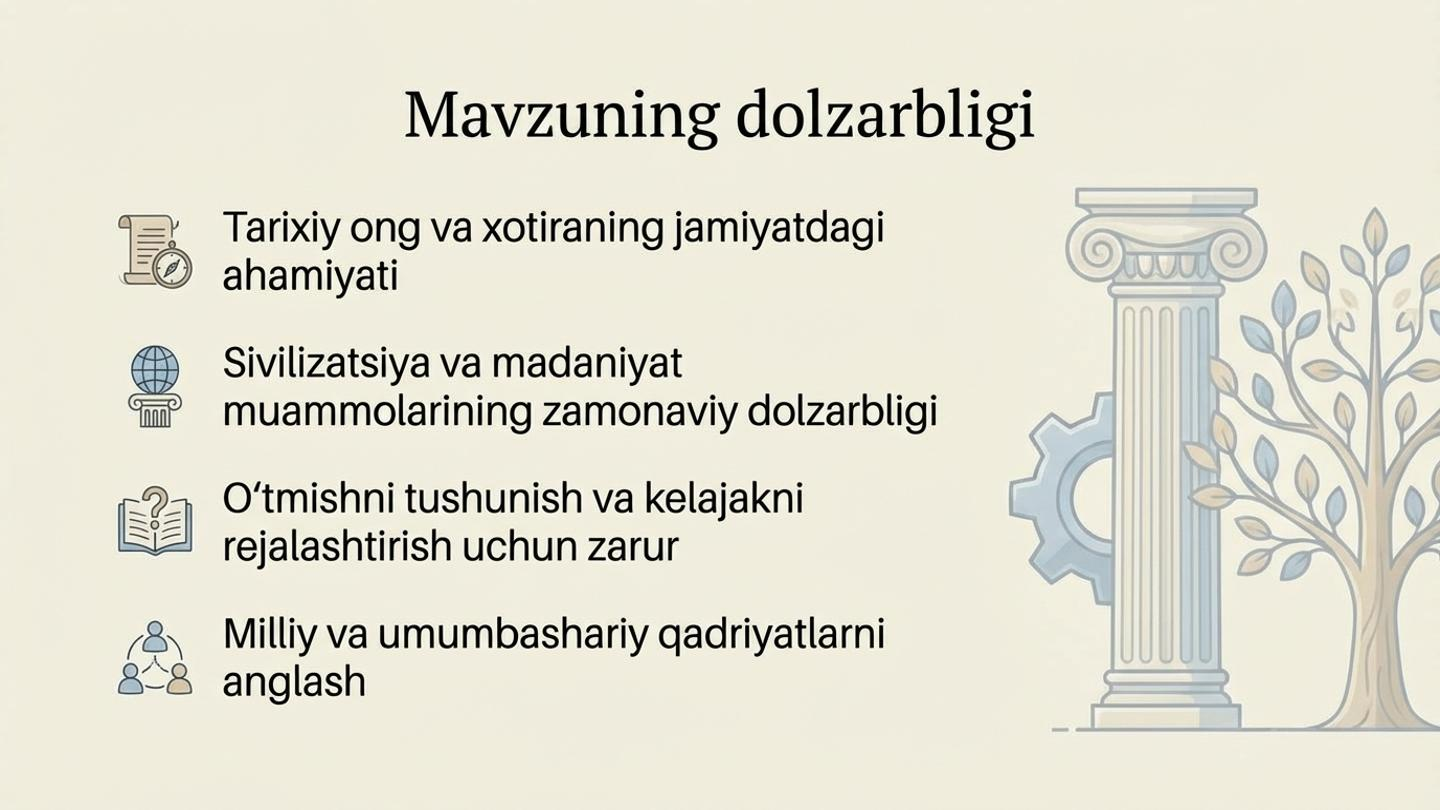 Mavzuning dolzarbligi
Tarixiy ong va xotiraning jamiyatdagi
ahamiyati
Sivilizatsiya va madaniyat
muammolarining zamonaviy dolzarbligi
Oʻtmishni tushunish va kelajakni
rejalashtirish uchun zarur
Milliy va umumbashariy qadriyatlarni
anglash